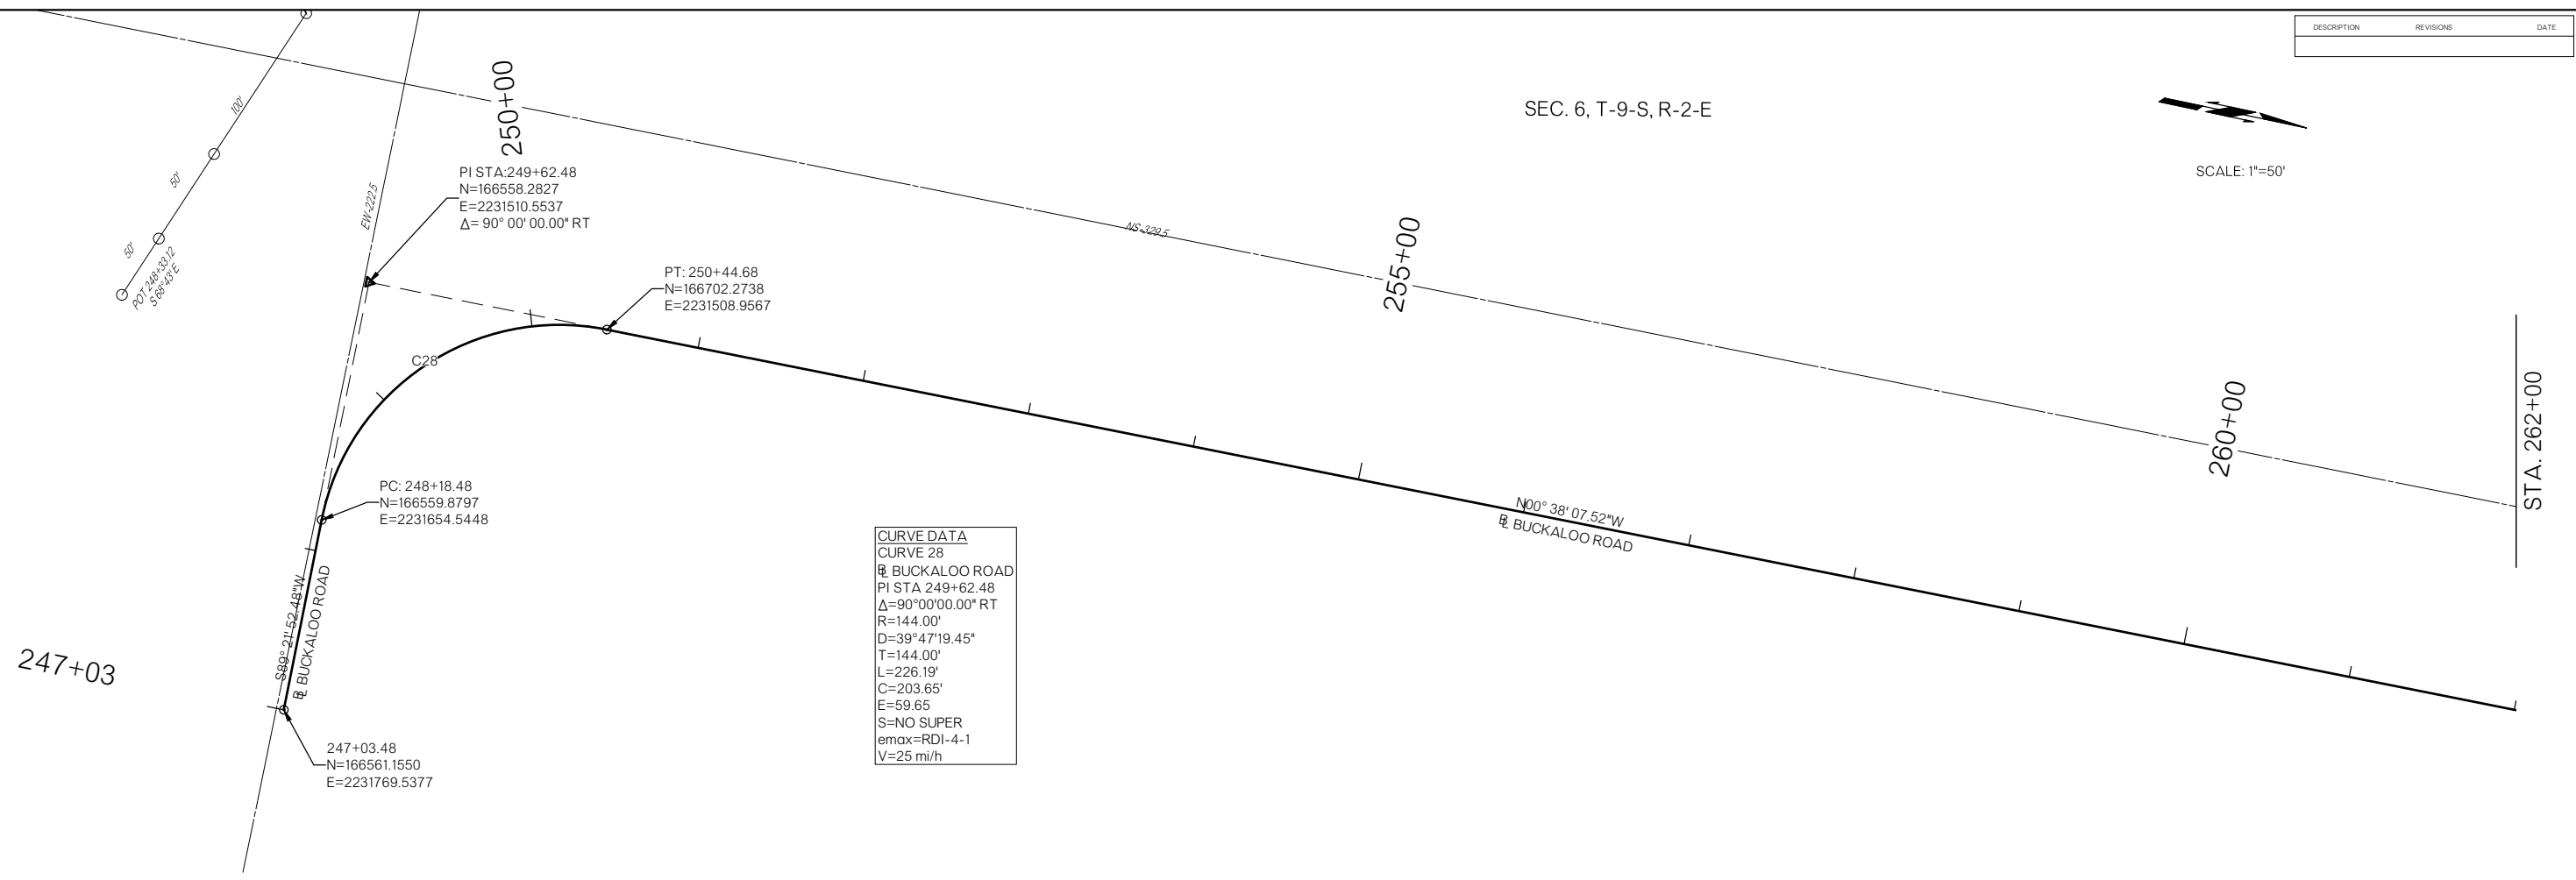 DESCRIPTION REVISIONS DATE
100'
50'
50'
POT 248+33.12
S 68°43' E
EW-222.5
250+00
SEC. 6, T-9-S, R-2-E
SCALE: 1"=50'
PI STA:249+62.48
N=166558.2827
E=2231510.5537
Δ= 90° 00' 00.00" RT
NS-329.5
255+00
PT: 250+44.68
N=166702.2738
E=2231508.9567
C28
260+00
STA. 262+00
PC: 248+18.48
N=166559.8797
E=2231654.5448
N00° 38' 07.52"W
BL BUCKALOO ROAD
CURVE DATA
CURVE 28
BL BUCKALOO ROAD
PI STA 249+62.48
Δ=90°00'00.00" RT
R=144.00'
D=39°47'19.45"
T=144.00'
L=226.19'
C=203.65'
E=59.65
S=NO SUPER
emax=RDI-4-1
V=25 mi/h
S89° 21' 52.48"W
BL BUCKALOO ROAD
247+03
247+03.48
N=166561.1550
E=2231769.5377